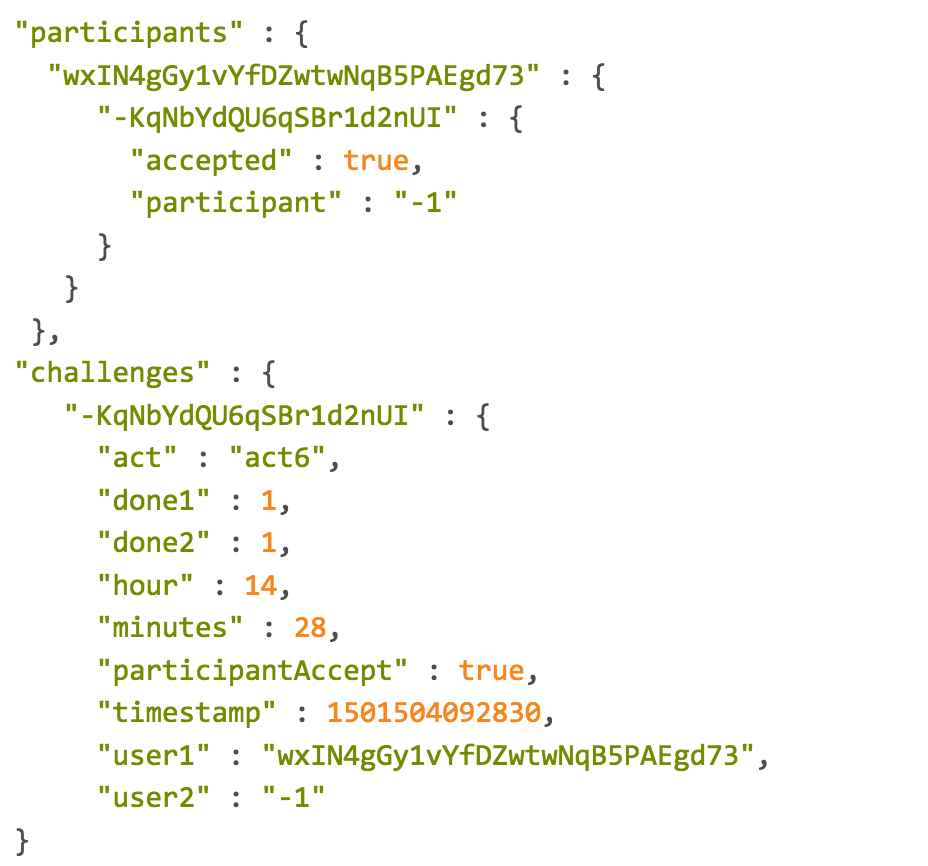 "participants" : {
"wxIN4gGy1vYfDZwtwNqB5PAEgd73" : {
"-KqNbYdQU6qSBr1d2nUI" : {
"accepted" : true,
"participant" : "-1"
}
}
},
"challenges" : {
"-KqNbYdQU6qSBr1d2nUI" : {
"act" : "act6",
"done1" : 1,
"done2" : 1,
"hour" : 14,
"minutes" : 28,
"participantAccept" : true,
"timestamp" : 1501504092830,
"user1" : "wxIN4gGy1vYfDZwtwNqB5PAEgd73",
"user2" : "-1"
}